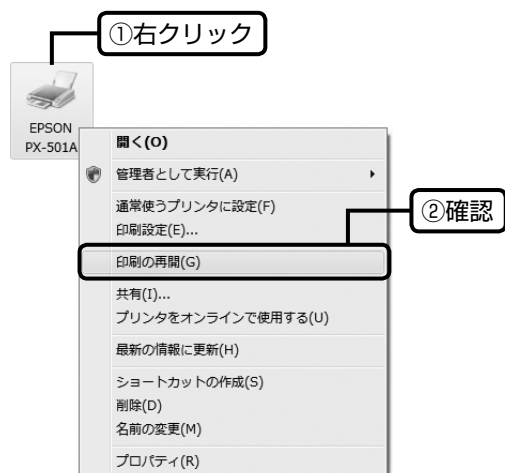 ①右クリック
EPSON
PX-501A
開く(O)
管理者として実行(A)
通常使うプリンタに設定(F)
②確認
印刷設定(E)...
印刷の再開(G)
共有(I)...
プリンタをオンラインで使用する(U)
最新の情報に更新(H)
ショートカットの作成(S)
削除(D)
名前の変更(M)
プロパティ(R)